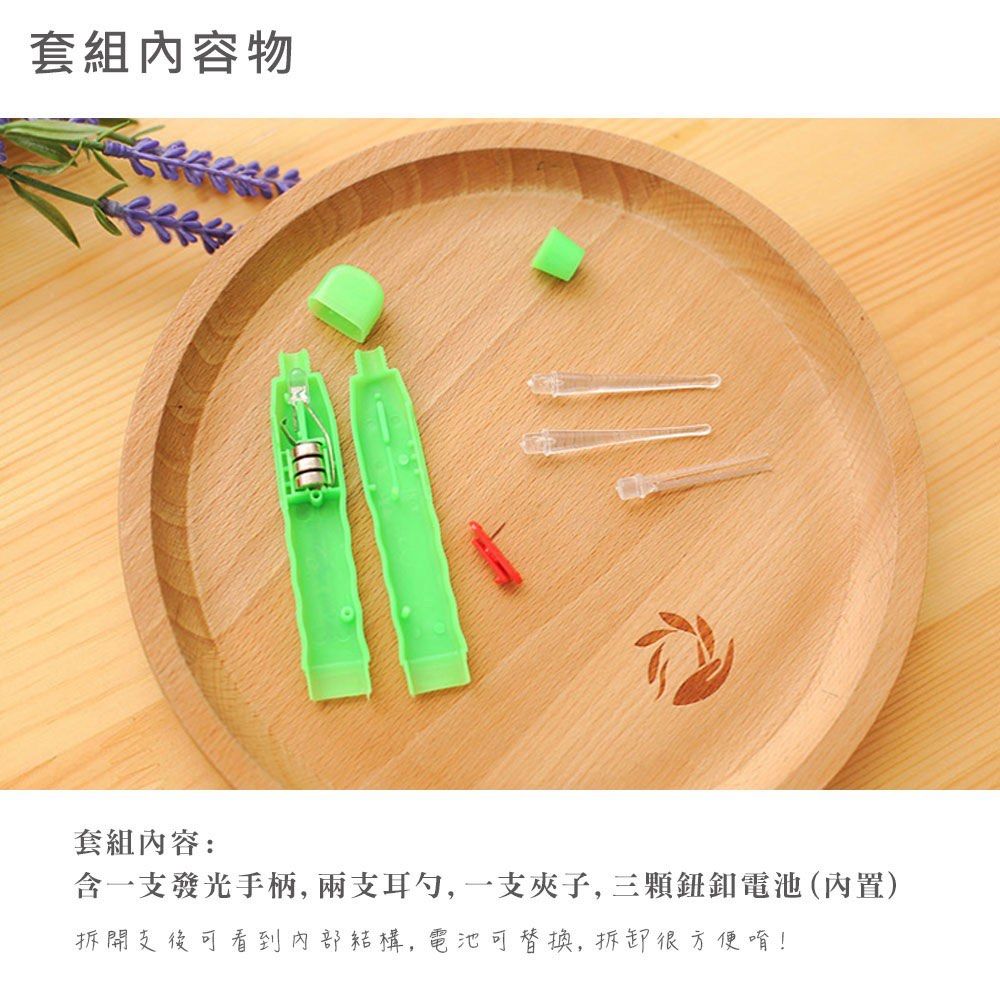 套組內容物
套組內容:
含一支發光手柄,兩支耳勺,一支夾子,三顆鈕釦電池(內置)
拆開支後可看到內部結構,電池可替換,拆卸很方便唷!